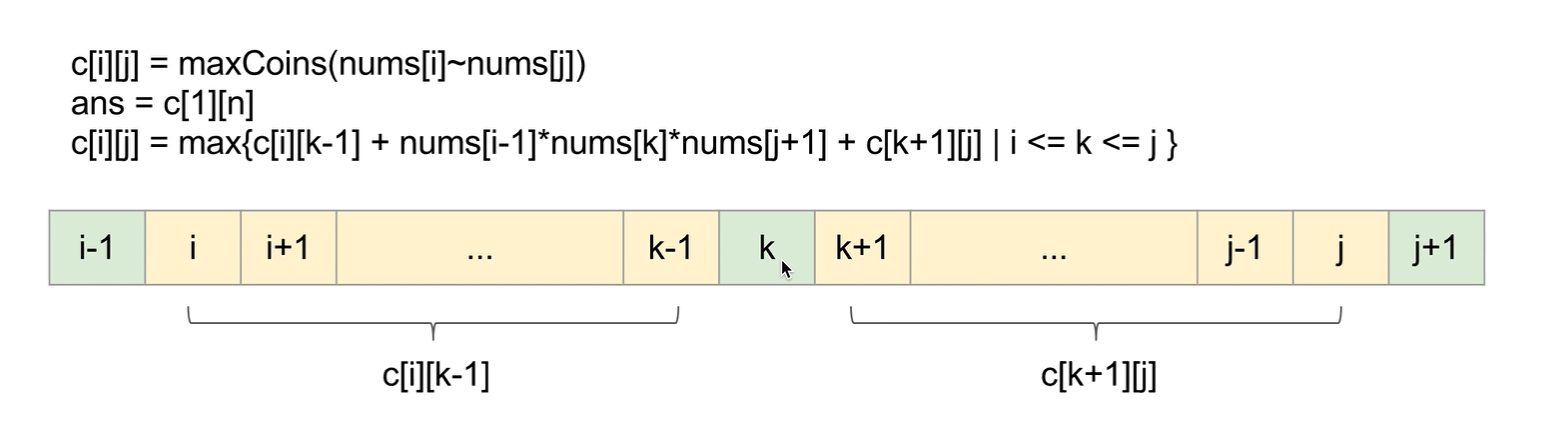 c[i][j] = maxCoins(nums[i]~nums[j])
ans = c[1][n]
c[i][j] = max{c[i][k-1] + nums[i-1]*nums[k]*nums[j+1] + c[k+1][j] | i <= k <= j }
i-1 i i+1 ... k-1 k k+1 ... j-1 j j+1
c[i][k-1] c[k+1][j]